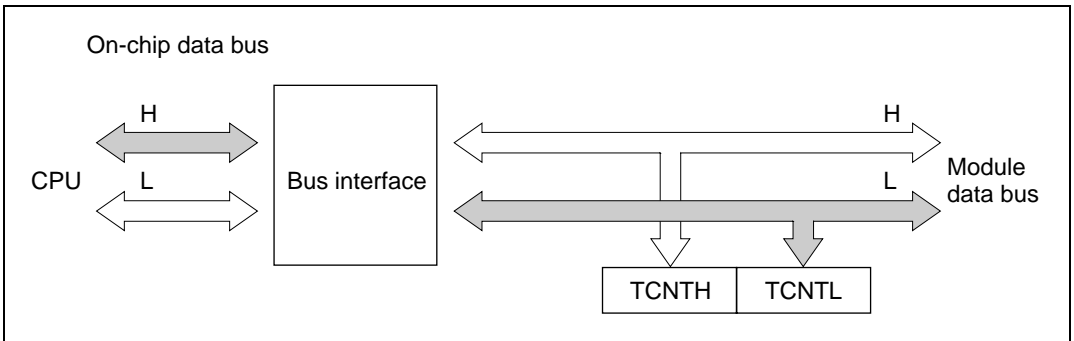 On-chip data bus
H
H
CPU
L
Bus interface
L
Module
data bus
TCNTH
TCNTL